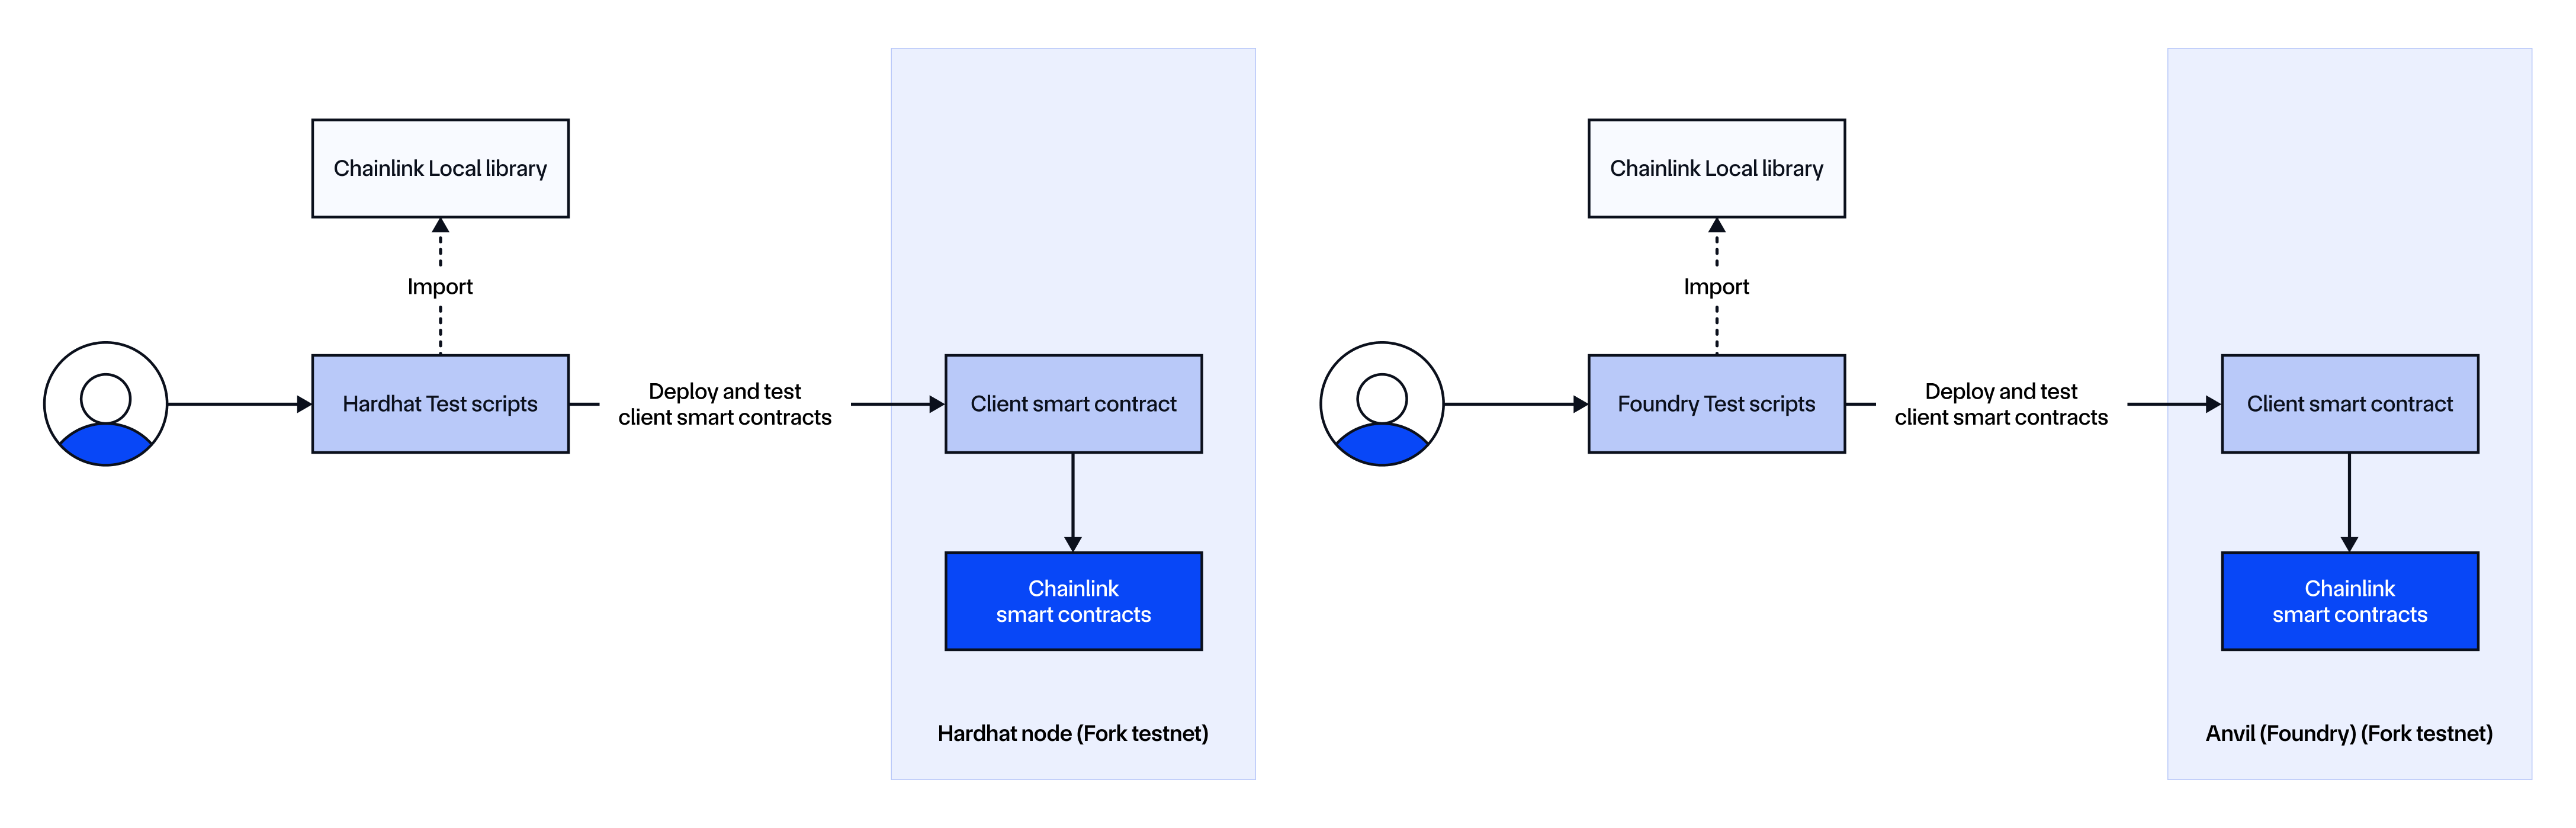 Chainlink Local library
Import
Hardhat Test scripts
Deploy and test
client smart contracts
Client smart contract
Chainlink
smart contracts
Hardhat node (Fork testnet)
Chainlink Local library
Import
Foundry Test scripts
Deploy and test
client smart contracts
Client smart contract
Chainlink
smart contracts
Anvil (Foundry) (Fork testnet)